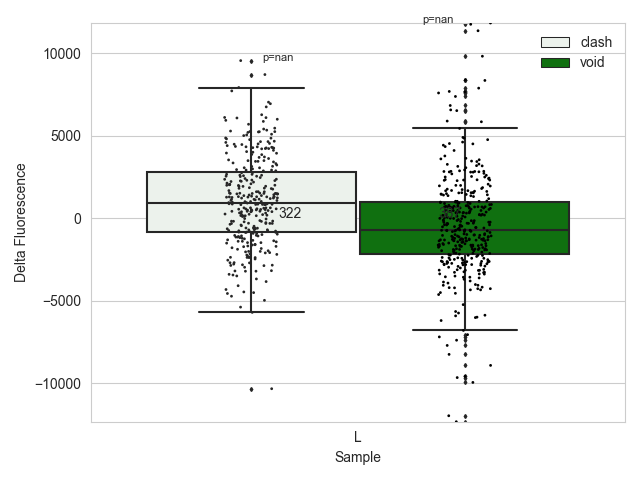 p=nan
p=nan
clash
void
10000
5000
0
−5000
−10000
322
Delta Fluorescence
L
Sample